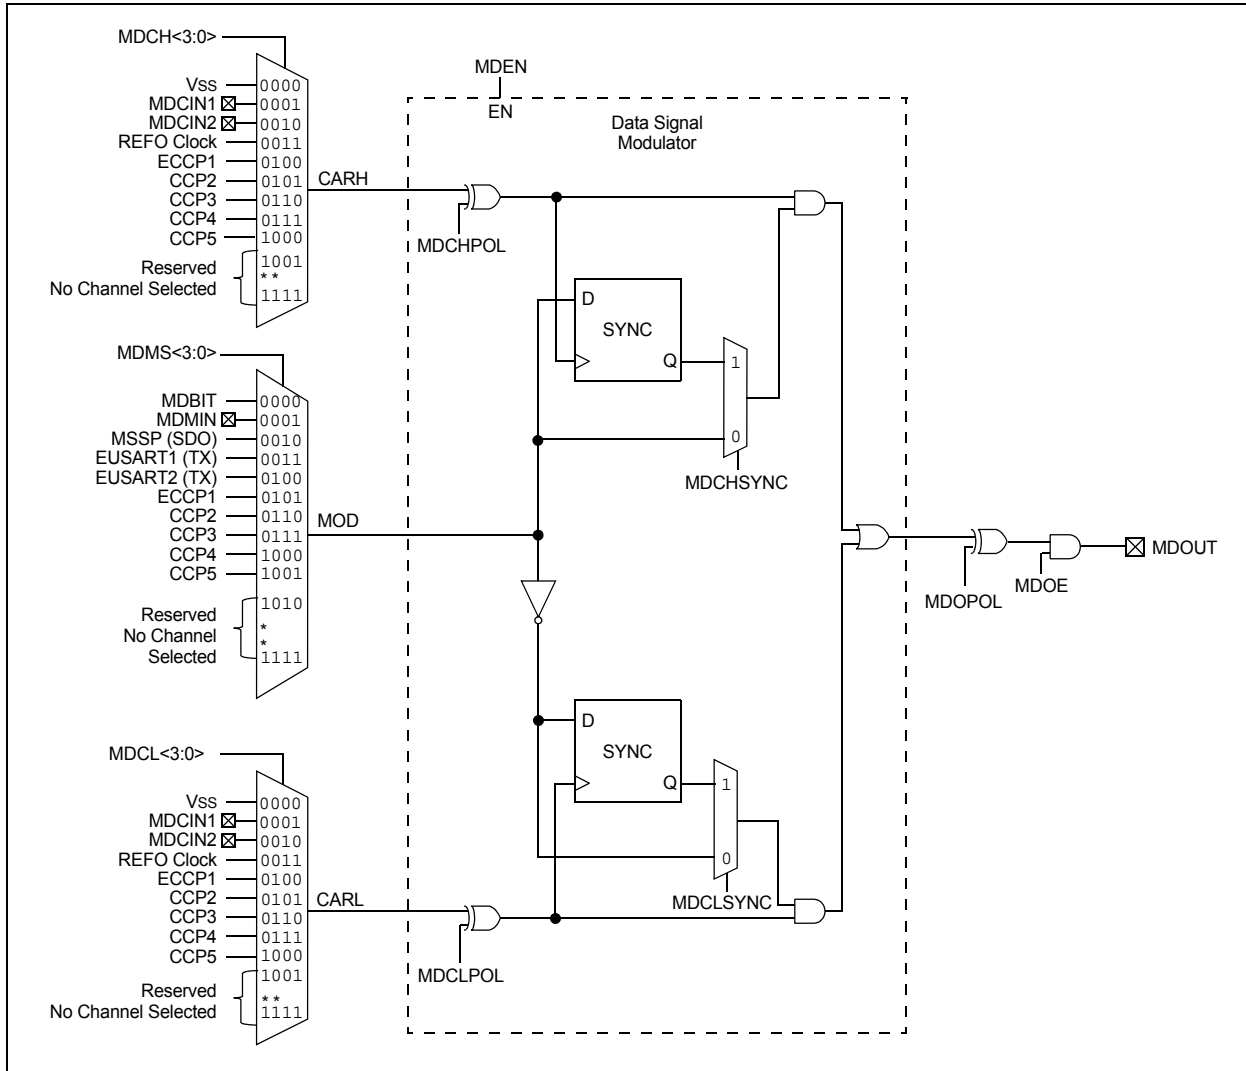 MDCH<3:0>
VSS 0000
MDCIN1 0001
MDCIN2 0010
REFO Clock 0011
ECCP1 0100
CCP2 0101
CCP3 0110
CCP4 0111
CCP5 1000
1001
Reserved
* *
No Channel Selected
1111
CARH
MDEN
EN
Data Signal
Modulator
MDCHPOL
D
SYNC
Q
1
0
MDCHSYNC
MDMS<3:0>
MDBIT 0000
MDMIN 0001
MSSP (SDO) 0010
EUSART1 (TX) 0011
EUSART2 (TX) 0100
ECCP1 0101
CCP2 0110
CCP3 0111
CCP4 1000
CCP5 1001
1010
Reserved
*
No Channel
*
Selected
1111
MOD
MDOPOL
MDOE
MDOUT
MDCL<3:0>
VSS 0000
MDCIN1 0001
MDCIN2 0010
REFO Clock 0011
ECCP1 0100
CCP2 0101
CCP3 0110
CCP4 0111
CCP5 1000
1001
Reserved
* *
No Channel Selected
1111
CARL
D
SYNC
Q
1
0
MDCLSYNC
MDCLPOL